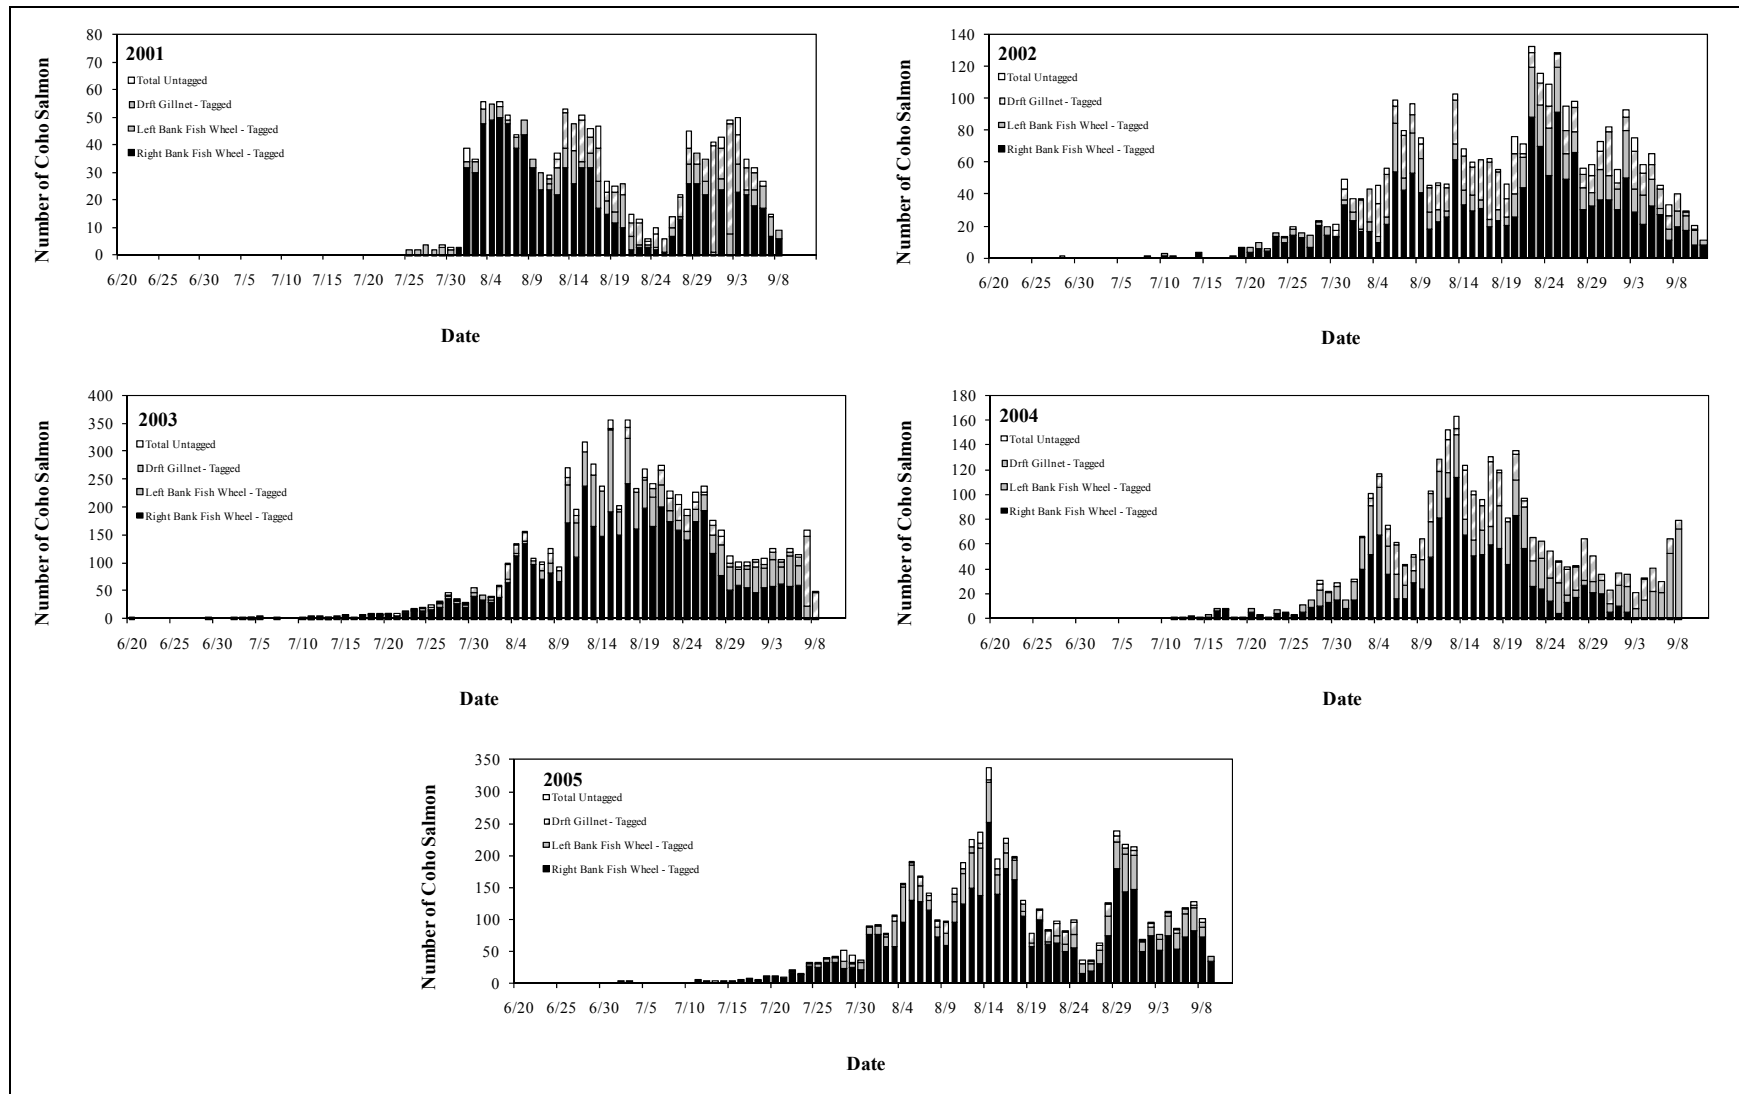 2001
Total Untagged
Drft Gillnet - Tagged
Left Bank Fish Wheel - Tagged
Right Bank Fish Wheel - Tagged
Number of Coho Salmon
80
70
60
50
40
30
20
10
0
6/20 6/25 6/30 7/5 7/10 7/15 7/20 7/25 7/30 8/4 8/9 8/14 8/19 8/24 8/29 9/3 9/8
Date
2002
Total Untagged
Drft Gillnet - Tagged
Left Bank Fish Wheel - Tagged
Right Bank Fish Wheel - Tagged
Number of Coho Salmon
140
120
100
80
60
40
20
0
6/20 6/25 6/30 7/5 7/10 7/15 7/20 7/25 7/30 8/4 8/9 8/14 8/19 8/24 8/29 9/3 9/8
Date
2003
Total Untagged
Drft Gillnet - Tagged
Left Bank Fish Wheel - Tagged
Right Bank Fish Wheel - Tagged
Number of Coho Salmon
400
350
300
250
200
150
100
50
0
6/20 6/25 6/30 7/5 7/10 7/15 7/20 7/25 7/30 8/4 8/9 8/14 8/19 8/24 8/29 9/3 9/8
Date
2004
Total Untagged
Drft Gillnet - Tagged
Left Bank Fish Wheel - Tagged
Right Bank Fish Wheel - Tagged
Number of Coho Salmon
180
160
140
120
100
80
60
40
20
0
6/20 6/25 6/30 7/5 7/10 7/15 7/20 7/25 7/30 8/4 8/9 8/14 8/19 8/24 8/29 9/3 9/8
Date
2005
Total Untagged
Drft Gillnet - Tagged
Left Bank Fish Wheel - Tagged
Right Bank Fish Wheel - Tagged
Number of Coho Salmon
350
300
250
200
150
100
50
0
6/20 6/25 6/30 7/5 7/10 7/15 7/20 7/25 7/30 8/4 8/9 8/14 8/19 8/24 8/29 9/3 9/8
Date